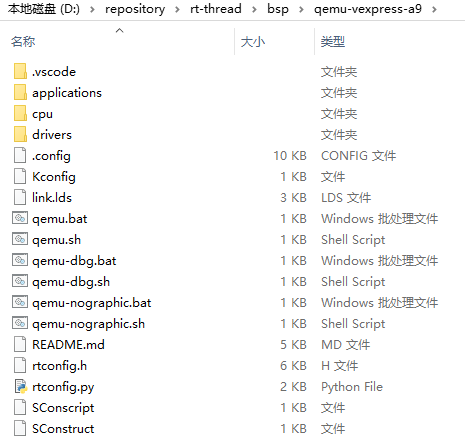 本地磁盘 (D:) > repository > rt-thread > bsp > qemu-vexpress-a9 >
名称 大小 类型
.vscode 文件夹
applications 文件夹
cpu 文件夹
drivers 文件夹
.config 10 KB CONFIG 文件
Kconfig 1 KB 文件
link.lds 3 KB LDS 文件
qemu.bat 1 KB Windows 批处理文件
qemu.sh 1 KB Shell Script
qemu-dbg.bat 1 KB Windows 批处理文件
qemu-dbg.sh 1 KB Shell Script
qemu-nographic.bat 1 KB Windows 批处理文件
qemu-nographic.sh 1 KB Shell Script
README.md 5 KB MD 文件
rtconfig.h 6 KB H 文件
rtconfig.py 2 KB Python File
SConscript 1 KB 文件
SConstruct 1 KB 文件